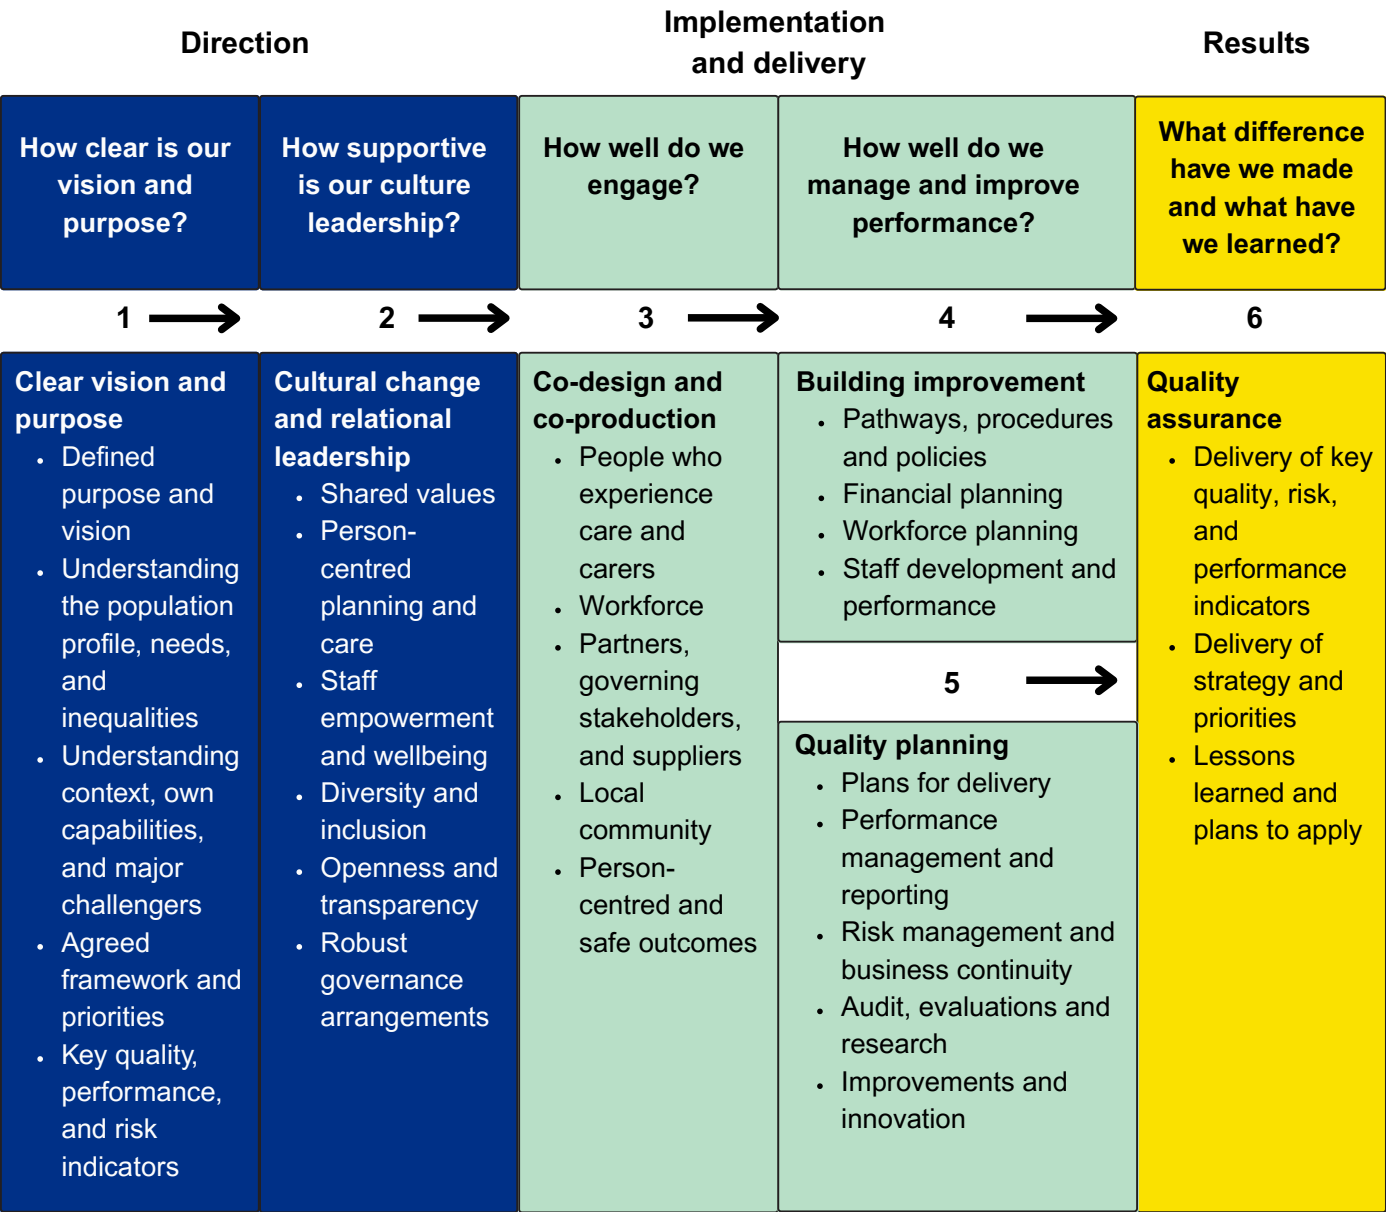 Direction
Implementation
and delivery
Results
How clear is our
vision and
purpose?
How supportive
is our culture
leadership?
How well do we
engage?
How well do we
manage and improve
performance?
What difference
have we made
and what have
we learned?
1
2
3
4
6
Clear vision and
purpose
• Defined
purpose and
vision
• Understanding
the population
profile, needs,
and
inequalities
• Understanding
context, own
capabilities,
and major
challengers
• Agreed
framework and
priorities
• Key quality,
performance,
and risk
indicators
Cultural change
and relational
leadership
• Shared values
• Person-
centred
planning and
care
• Staff
empowerment
and wellbeing
• Diversity and
inclusion
• Openness and
transparency
• Robust
governance
arrangements
Co-design and
co-production
• People who
experience
care and
carers
• Workforce
• Partners,
governing
stakeholders,
and suppliers
• Local
community
• Person-
centred and
safe outcomes
Building improvement
• Pathways, procedures
and policies
• Financial planning
• Workforce planning
• Staff development and
performance
5
Quality planning
• Plans for delivery
• Performance
management and
reporting
• Risk management and
business continuity
• Audit, evaluations and
research
• Improvements and
innovation
Quality
assurance
• Delivery of key
quality, risk,
and
performance
indicators
• Delivery of
strategy and
priorities
• Lessons
learned and
plans to apply